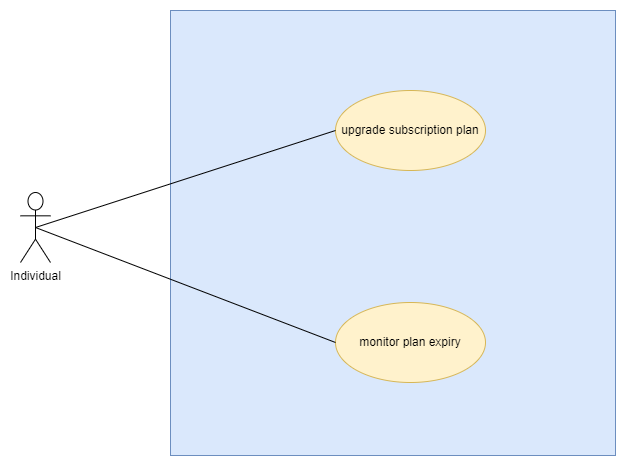 upgrade subscription plan
Individual
monitor plan expiry